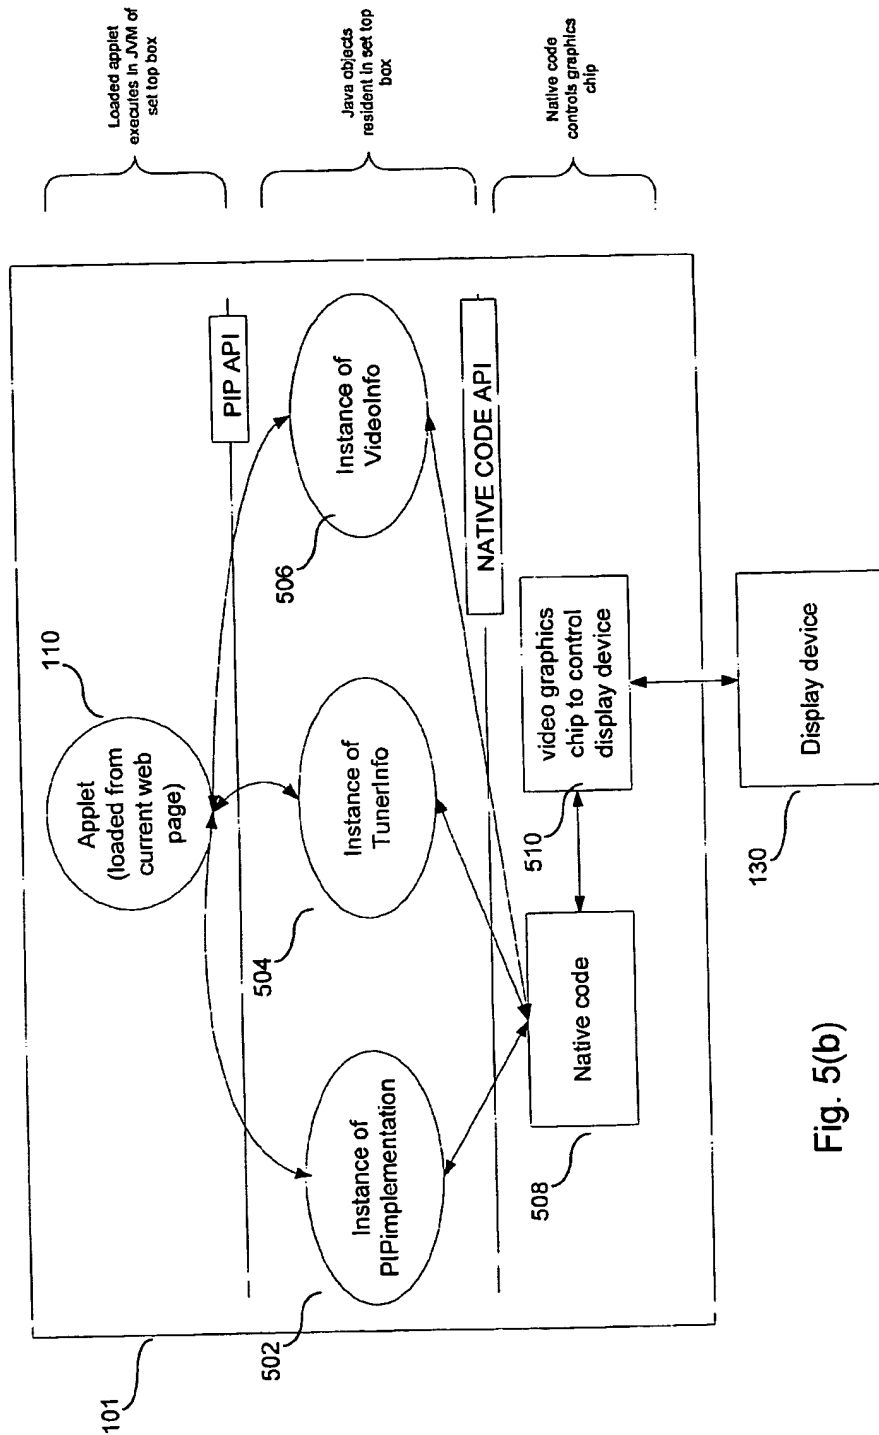 101
110
Applet
(loaded from
current web
page)
Loaded applet
executes in JVM of
set top box
PIP API
502
Instance of
PIPimplementation
504
Instance of
TunerInfo
506
Instance of
VideoInfo
Java objects
resident in set top
box
NATIVE CODE API
508
Native code
510
video graphics
chip to control
display device
Native code
controls graphics
chip
130
Display device
Fig. 5(b)